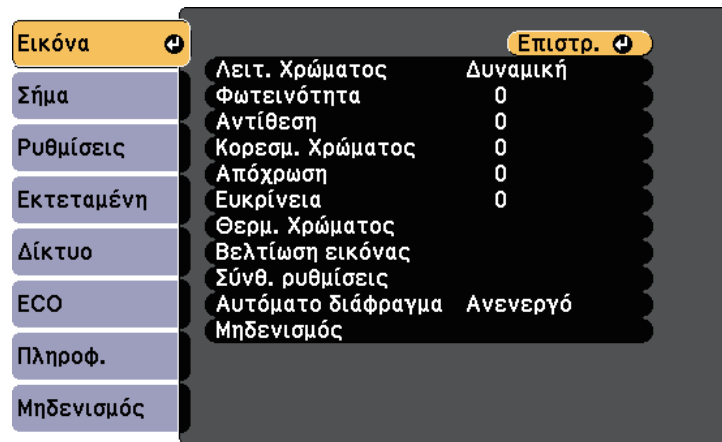 Εικόνα
Σήμα
Ρυθμίσεις
Εκτεταμένη
Δίκτυο
ECO
Πληροφ.
Μηδενισμός
Επιστρ.
Λειτ. Χρώματος Δυναμική
Φωτεινότητα 0
Αντίθεση 0
Κορεσμ. Χρώματος 0
Απόχρωση 0
Ευκρίνεια 0
Θερμ. Χρώματος
Βελτίωση εικόνας
Σύνθ. ρυθμίσεις
Αυτόματο διάφραγμα Ανενεργό
Μηδενισμός